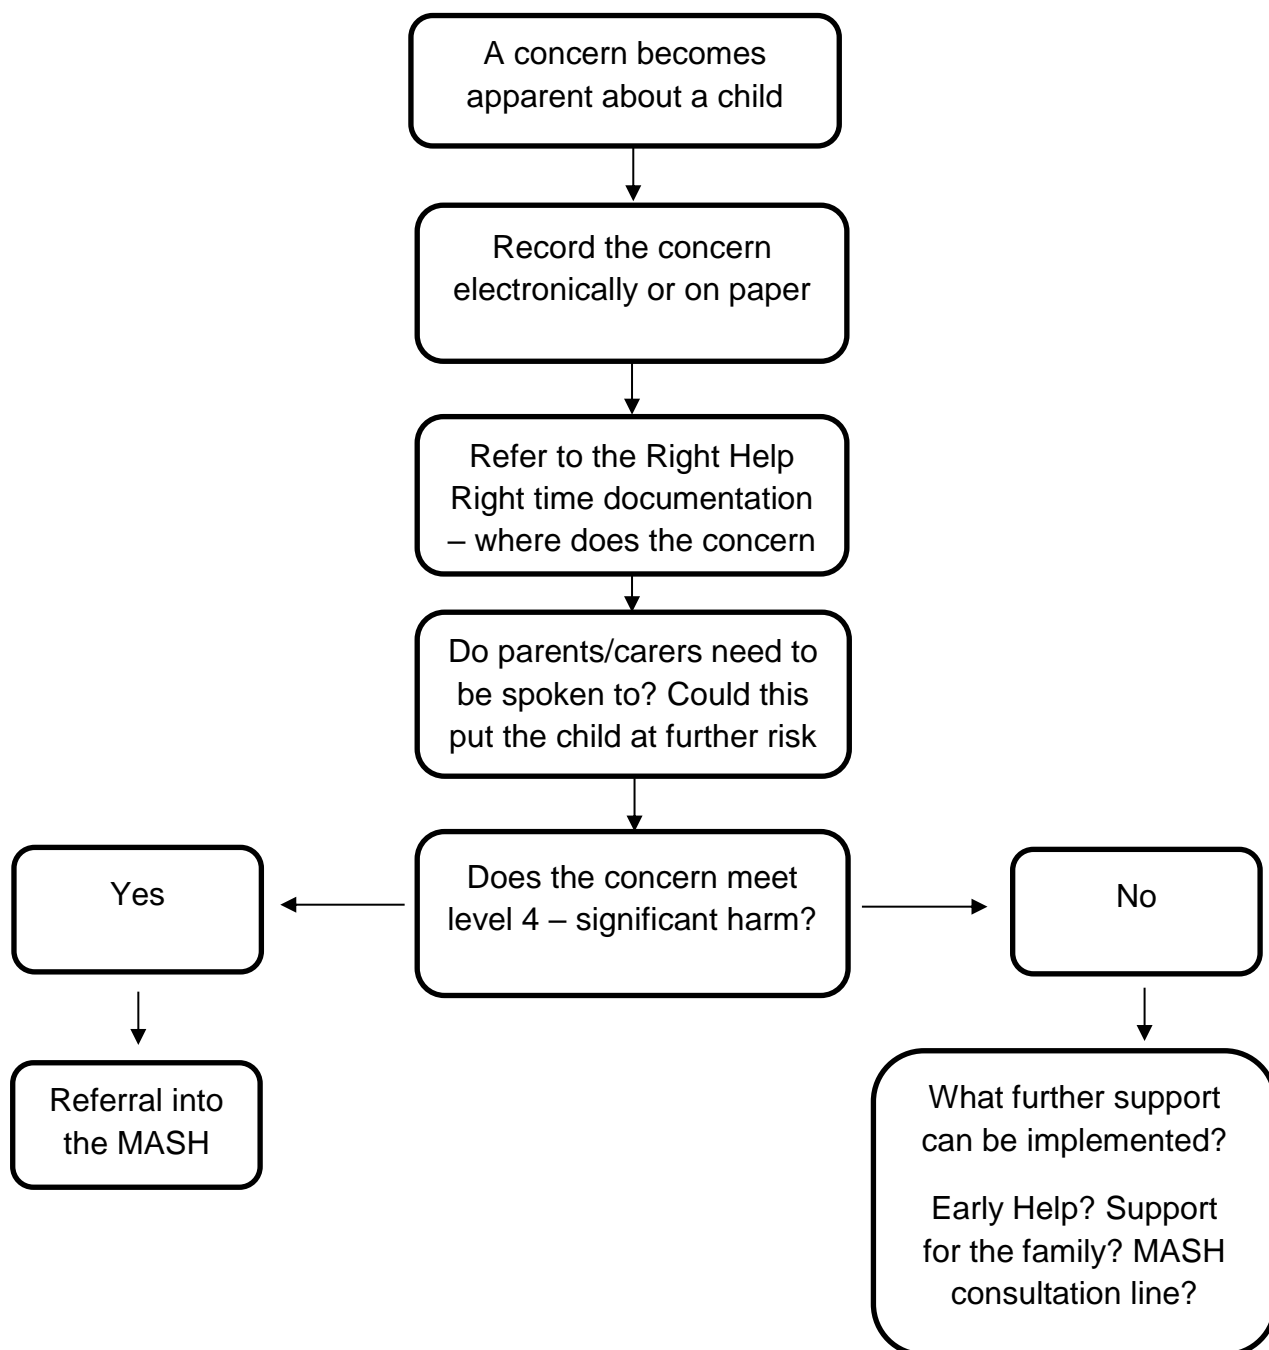 A concern becomes
apparent about a child
Record the concern
electronically or on paper
Refer to the Right Help
Right time documentation
– where does the concern
Do parents/carers need to
be spoken to? Could this
put the child at further risk
Does the concern meet
level 4 – significant harm?
Yes
No
Referral into
the MASH
What further support
can be implemented?
Early Help? Support
for the family? MASH
consultation line?